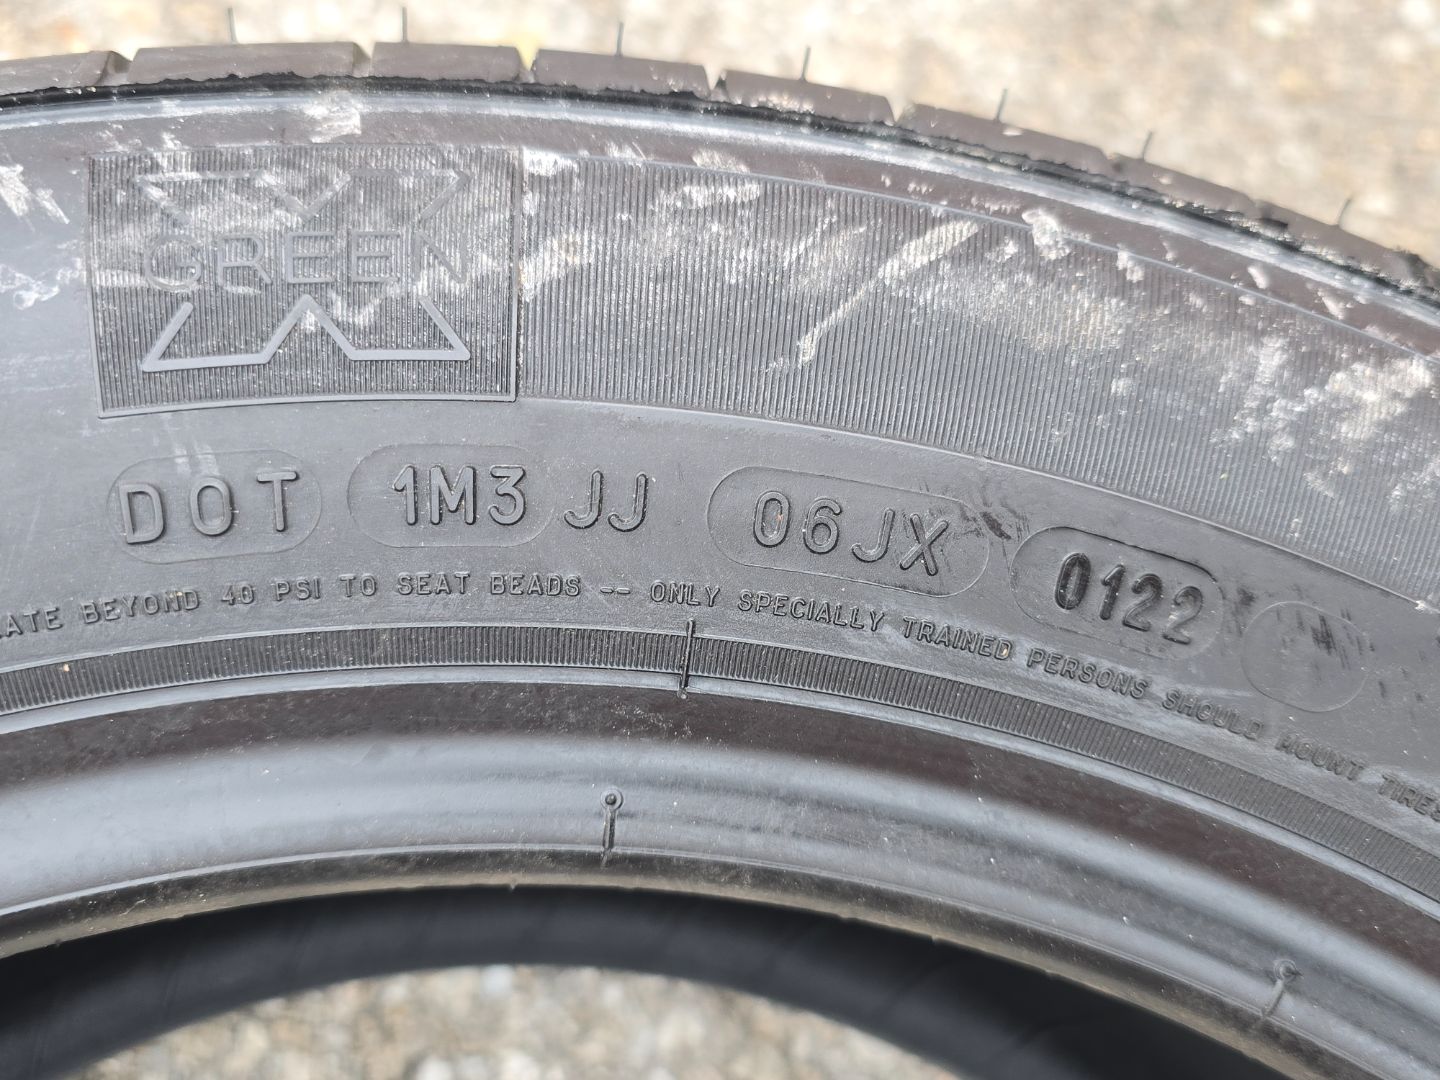 GREEN
DOT 1M3 JJ 06JX 0122
ATE BEYOND 40 PSI TO SEAT BEADS -- ONLY SPECIALLY TRAINED PERSONS SHOULD MOUNT TIRES